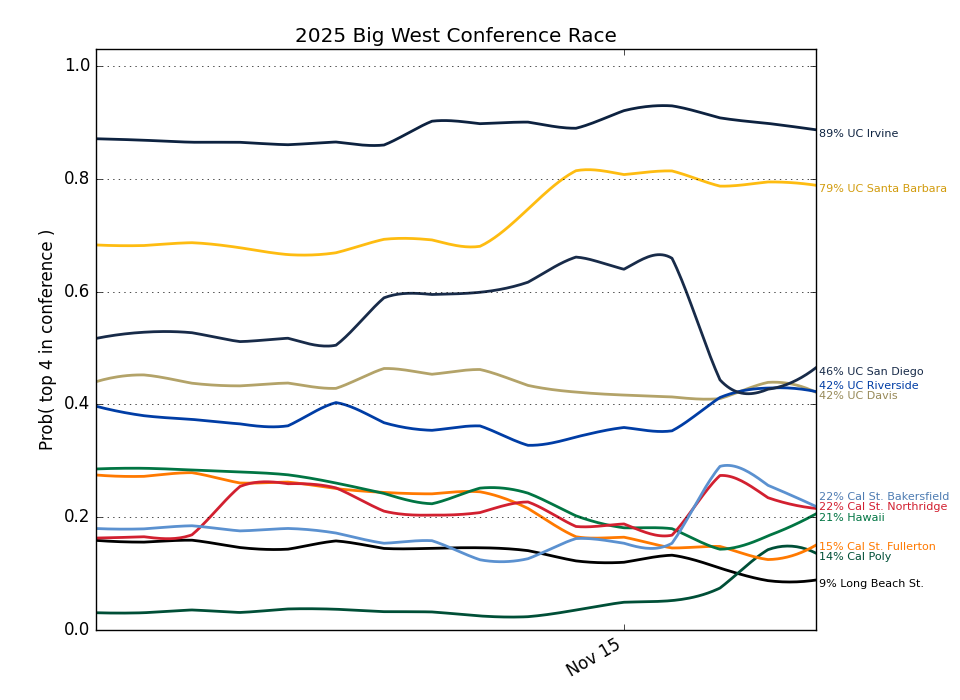 2025 Big West Conference Race
Prob( top 4 in conference )
1.0
0.8
0.6
0.4
0.2
0.0
Nov 15
89% UC Irvine
79% UC Santa Barbara
46% UC San Diego
42% UC Riverside
42% UC Davis
22% Cal St. Bakersfield
22% Cal St. Northridge
21% Hawaii
15% Cal St. Fullerton
14% Cal Poly
9% Long Beach St.